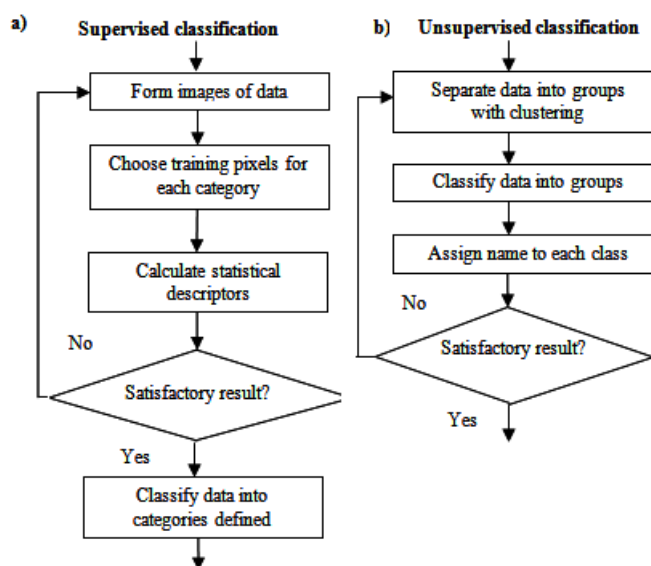 a) Supervised classification
Form images of data
Choose training pixels for
each category
Calculate statistical
descriptors
No
Satisfactory result?
Yes
Classify data into
categories defined
b) Unsupervised classification
Separate data into groups
with clustering
Classify data into groups
Assign name to each class
No
Satisfactory result?
Yes